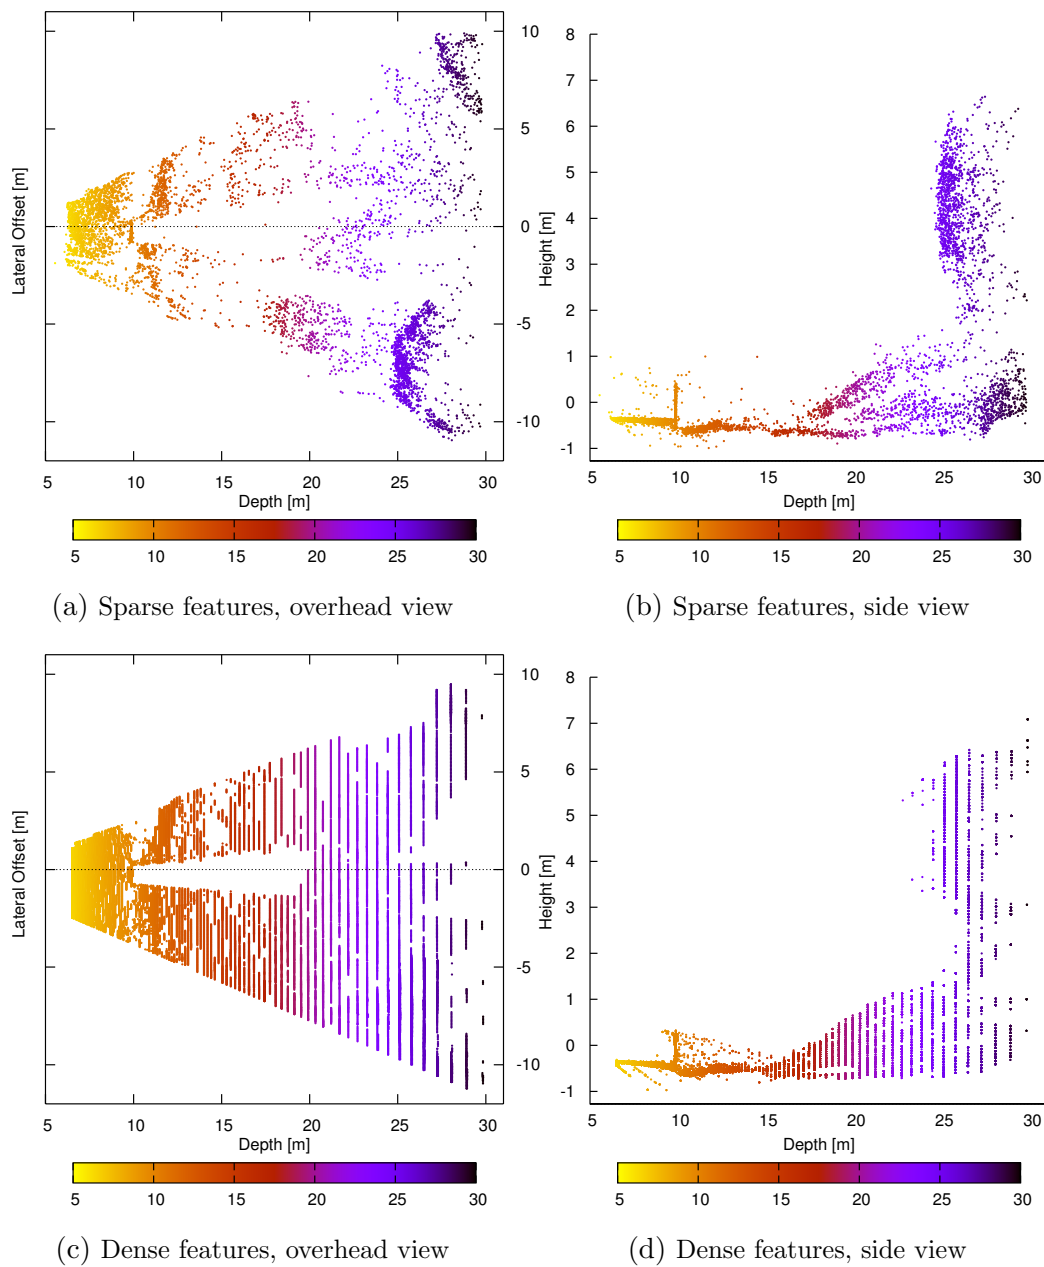 10
5
0
-5
-10
Lateral Offset [m]
5 10 15 20 25 30
Depth [m]
5 10 15 20 25 30
(a) Sparse features, overhead view
8
7
6
5
4
3
2
1
0
-1
Height [m]
10 15 20 25 30
Depth [m]
5 10 15 20 25 30
(b) Sparse features, side view
10
5
0
-5
-10
Lateral Offset [m]
5 10 15 20 25 30
Depth [m]
5 10 15 20 25 30
(c) Dense features, overhead view
8
7
6
5
4
3
2
1
0
-1
Height [m]
10 15 20 25 30
Depth [m]
5 10 15 20 25 30
(d) Dense features, side view